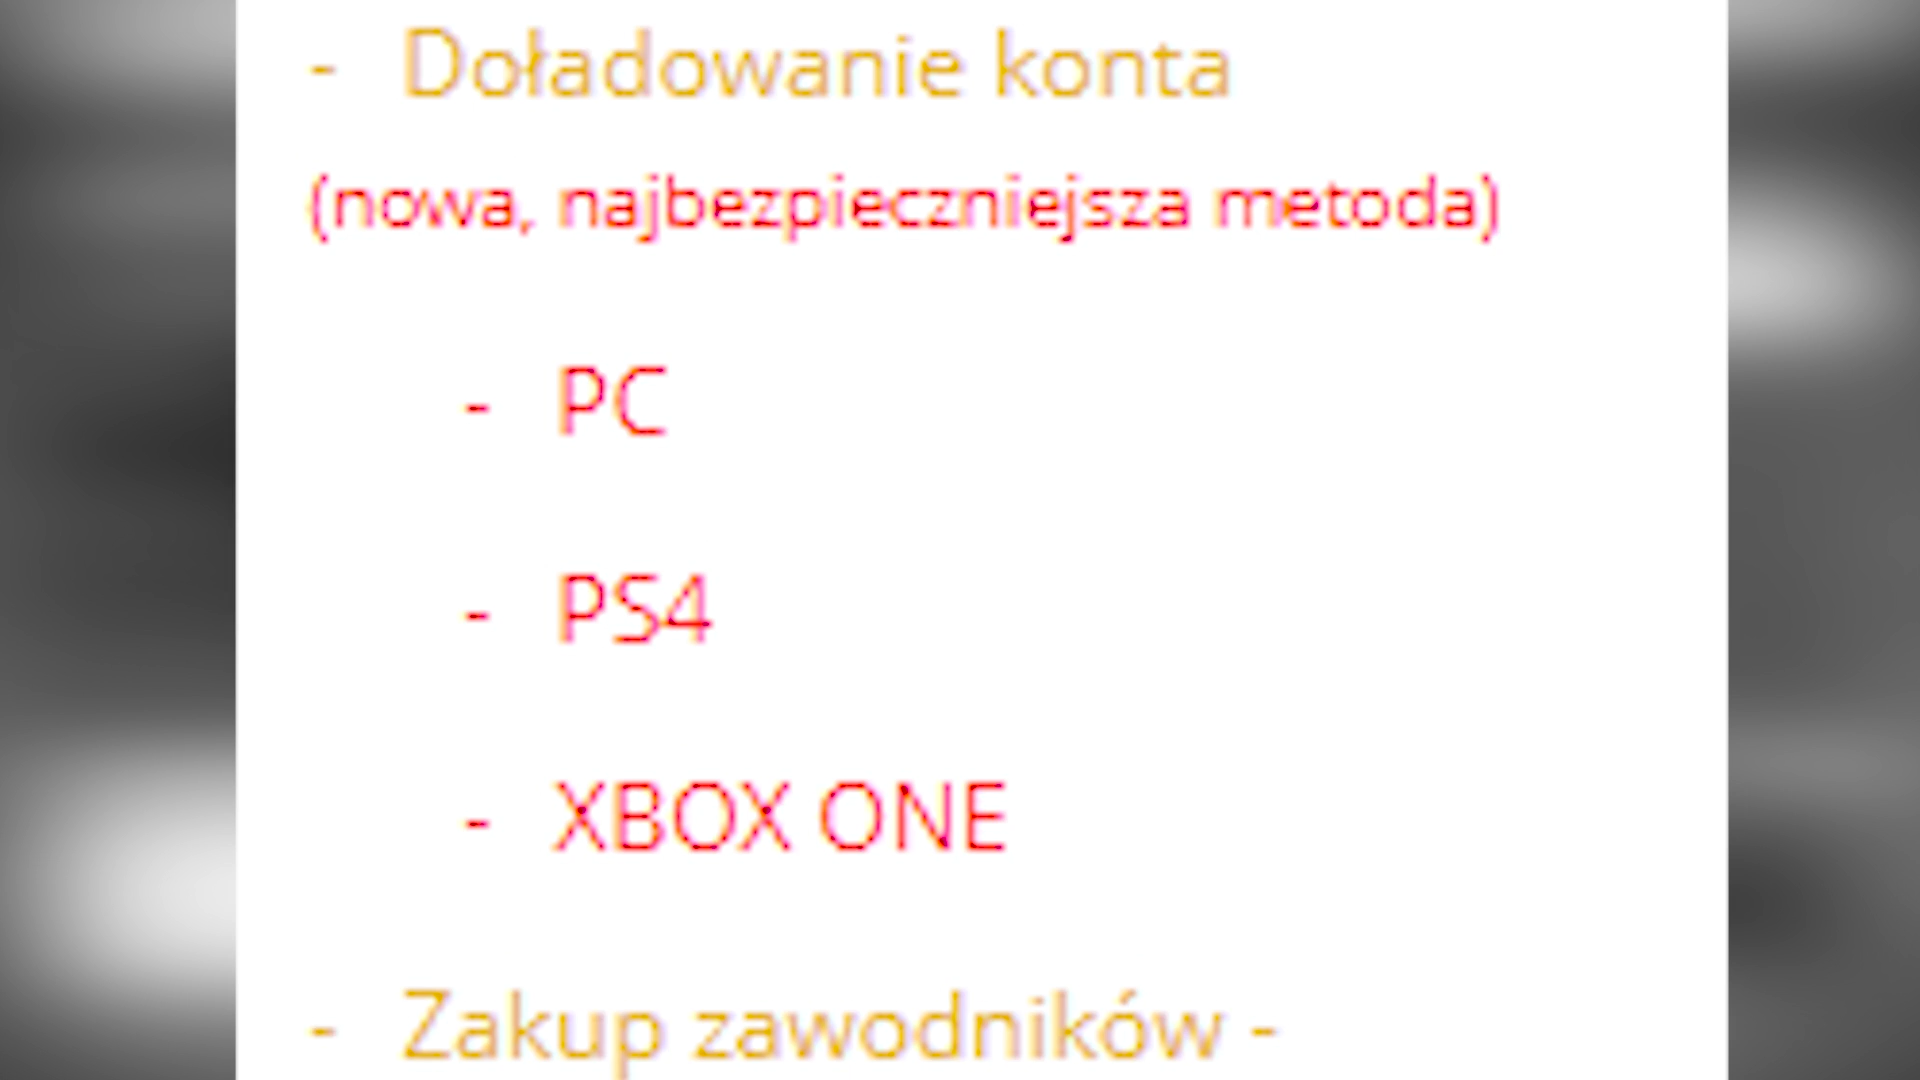 - Doładowanie konta
(nowa, najbezpieczniejsza metoda)
- PC
- PS4
- XBOX ONE
- Zakup zawodników -